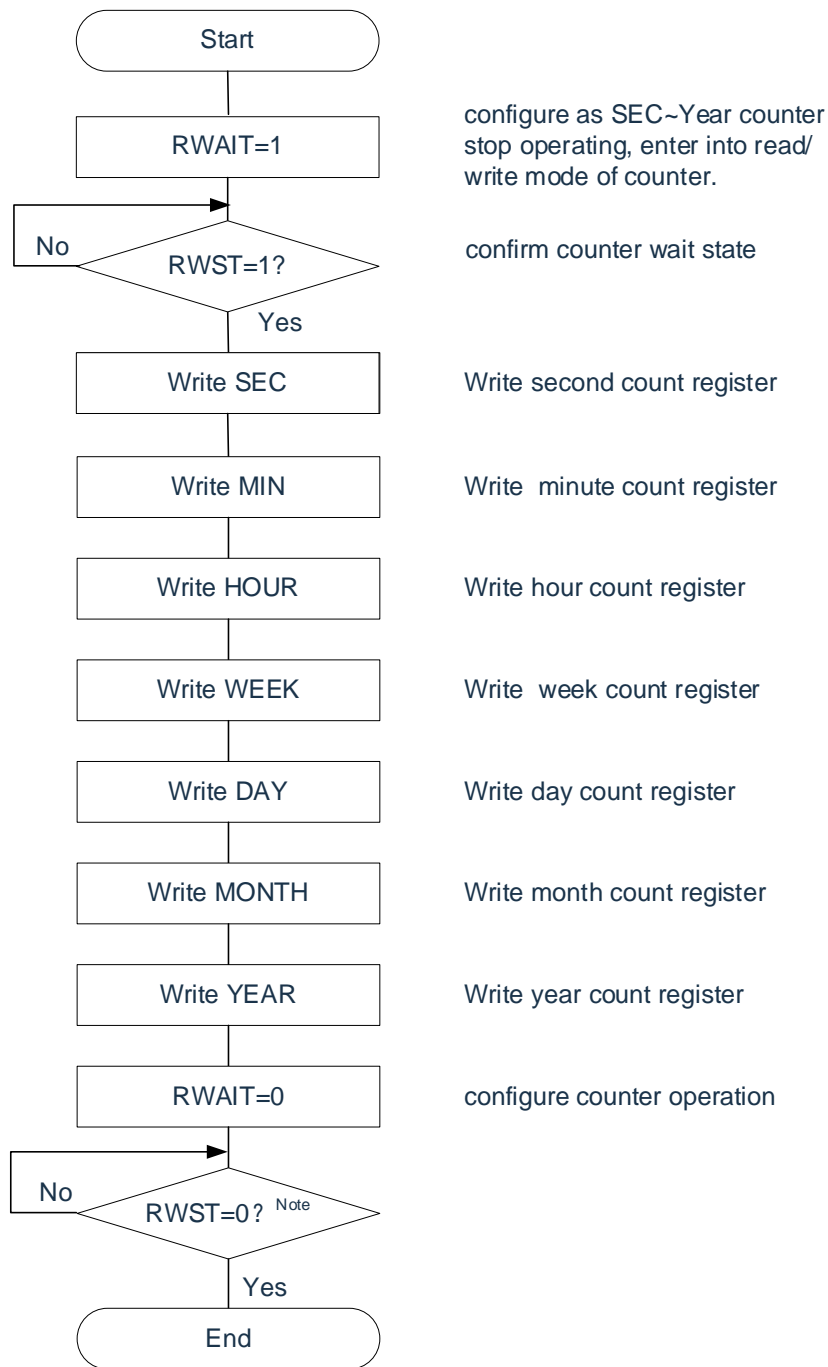 Start
RWAIT=1
configure as SEC~Year counter
stop operating, enter into read/
write mode of counter.
No
RWST=1?
confirm counter wait state
Yes
Write SEC
Write second count register
Write MIN
Write  minute count register
Write HOUR
Write hour count register
Write WEEK
Write  week count register
Write DAY
Write day count register
Write MONTH
Write month count register
Write YEAR
Write year count register
RWAIT=0
configure counter operation
No
RWST=0? Note
Yes
End